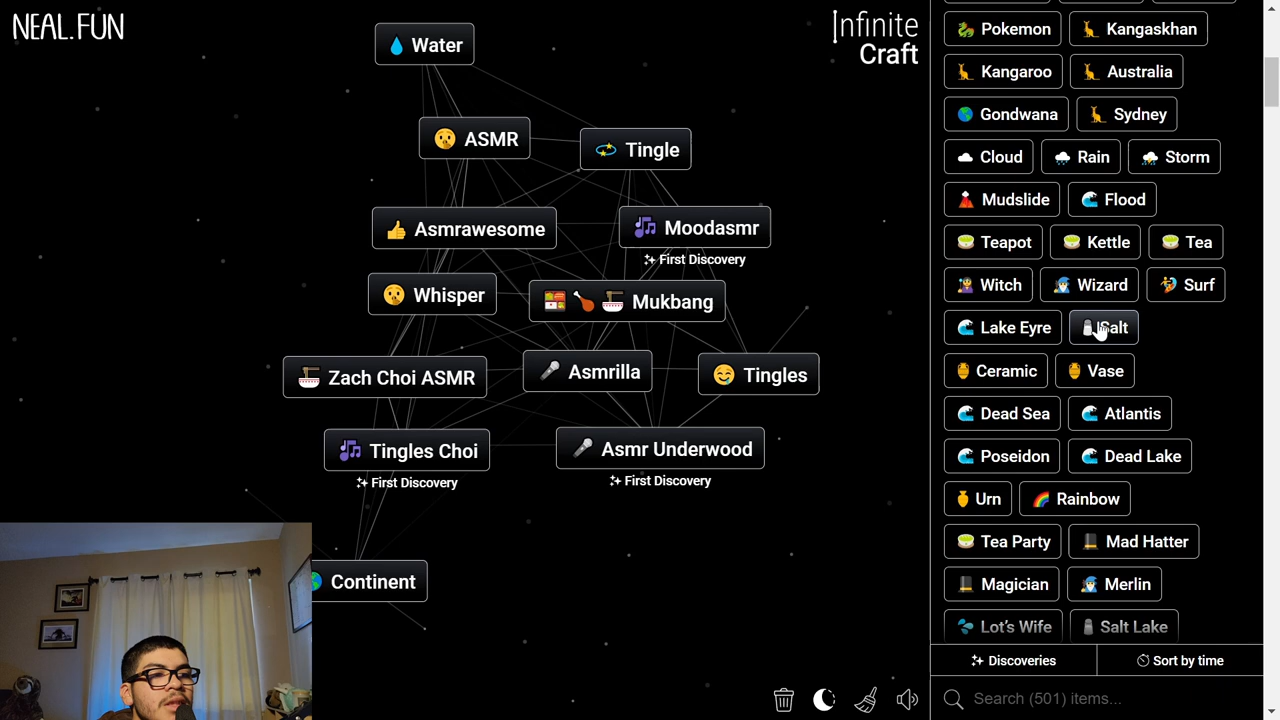 NEAL.FUN
Infinite
Craft
Water
ASMR
Tingle
Asmrawesome
Moodasmr
First Discovery
Whisper
Mukbang
Zach Choi ASMR
Asmrilla
Tingles
Tingles Choi
First Discovery
Asmr Underwood
First Discovery
Continent
Pokemon Kangaskhan
Kangaroo Australia
Gondwana Sydney
Cloud Rain Storm
Mudslide Flood
Teapot Kettle Tea
Witch Wizard Surf
Lake Eyre Salt
Ceramic Vase
Dead Sea Atlantis
Poseidon Dead Lake
Urn Rainbow
Tea Party Mad Hatter
Magician Merlin
Lot's Wife Salt Lake
Discoveries Sort by time
Search (501) items...